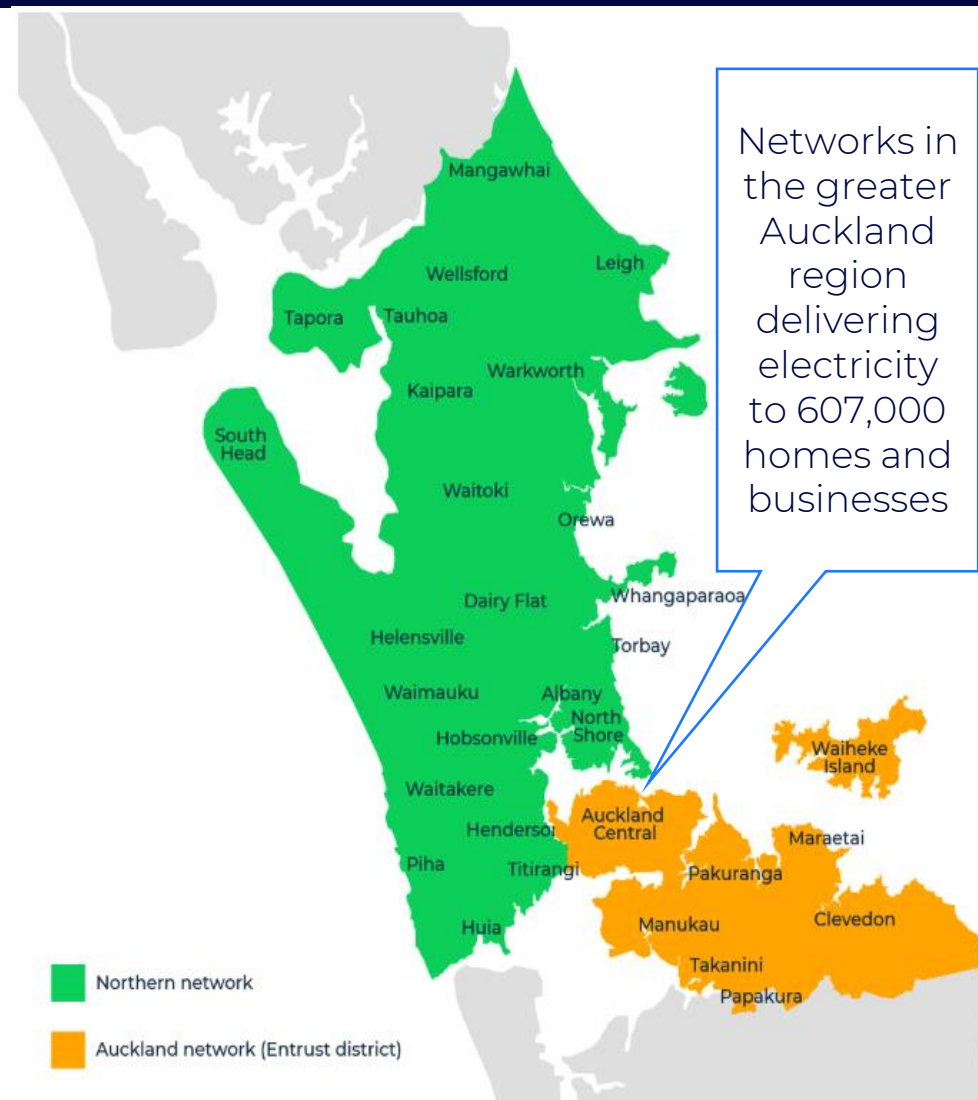 Networks in
the greater
Auckland
region
delivering
electricity
to 607,000
homes and
businesses
Mangawhai
Leigh
Wellsford
Tapora
Tauhoa
Warkworth
Kaipara
South
Head
Waitoki
Orewa
Dairy Flat
Whangaparaoa
Helensville
Torbay
Waimauku
Albany
North
Shore
Hobsonville
Waiheke
Island
Waitakere
Auckland
Central
Henderson
Maraetai
Piha
Titirangi
Pakuranga
Huia
Manukau
Clevedon
Takanini
Papakura
Northern network
Auckland network (Entrust district)